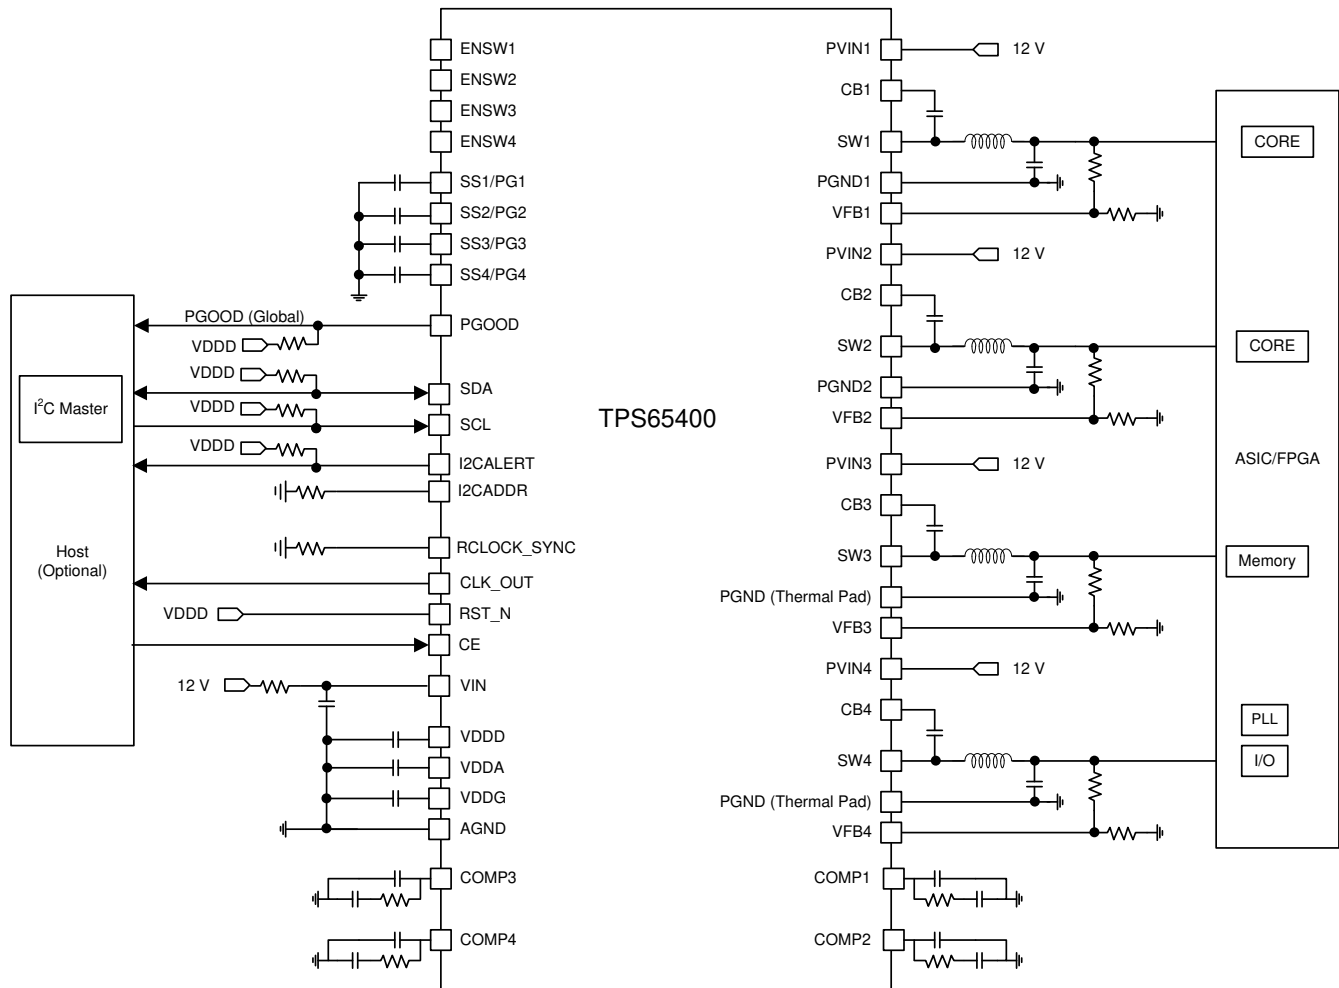 ENSW1
ENSW2
ENSW3
ENSW4
SS1/PG1
SS2/PG2
SS3/PG3
SS4/PG4
PGOOD (Global)
PGOOD
VDDD
VDDD
SDA
I²C Master
VDDD
SCL
VDDD
I2CALERT
I2CADDR
Host
(Optional)
RCLOCK_SYNC
CLK_OUT
VDDD
RST_N
CE
12 V
VIN
VDDD
VDDA
VDDG
AGND
COMP3
COMP4
TPS65400
PVIN1
12 V
CB1
SW1
PGND1
VFB1
PVIN2
12 V
CB2
SW2
PGND2
VFB2
PVIN3
12 V
CB3
SW3
PGND (Thermal Pad)
VFB3
PVIN4
12 V
CB4
SW4
PGND (Thermal Pad)
VFB4
COMP1
COMP2
CORE
CORE
ASIC/FPGA
Memory
PLL
I/O